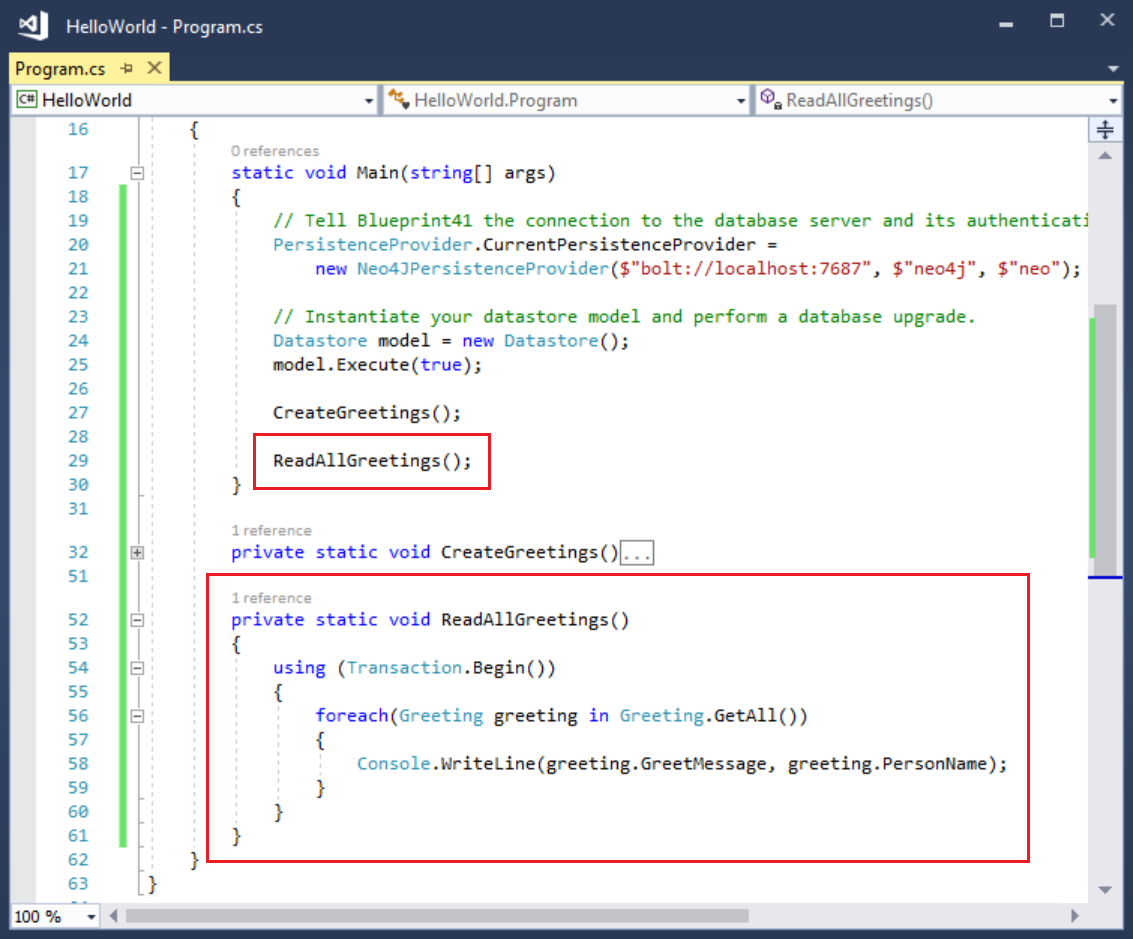 HelloWorld - Program.cs
Program.cs
C# HelloWorld HelloWorld.Program ReadAllGreetings()
16 {
0 references
17 static void Main(string[] args)
18 {
19 // Tell Blueprint41 the connection to the database server and its authenticati
20 PersistenceProvider.CurrentPersistenceProvider =
21 new Neo4JPersistenceProvider($"bolt://localhost:7687", $"neo4j", $"neo");
22
23 // Instantiate your datastore model and perform a database upgrade.
24 Datastore model = new Datastore();
25 model.Execute(true);
26
27 CreateGreetings();
28
29 ReadAllGreetings();
30 }
31
1 reference
32 private static void CreateGreetings()...
51
1 reference
52 private static void ReadAllGreetings()
53 {
54 using (Transaction.Begin())
55 {
56 foreach(Greeting greeting in Greeting.GetAll())
57 {
58 Console.WriteLine(greeting.GreetMessage, greeting.PersonName);
59 }
60 }
61 }
62 }
63 }
100 %